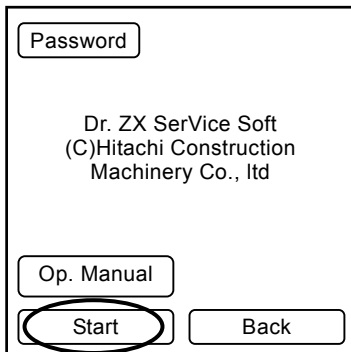 Password
Dr. ZX SerVice Soft
(C)Hitachi Construction
Machinery Co., ltd
Op. Manual
Start
Back